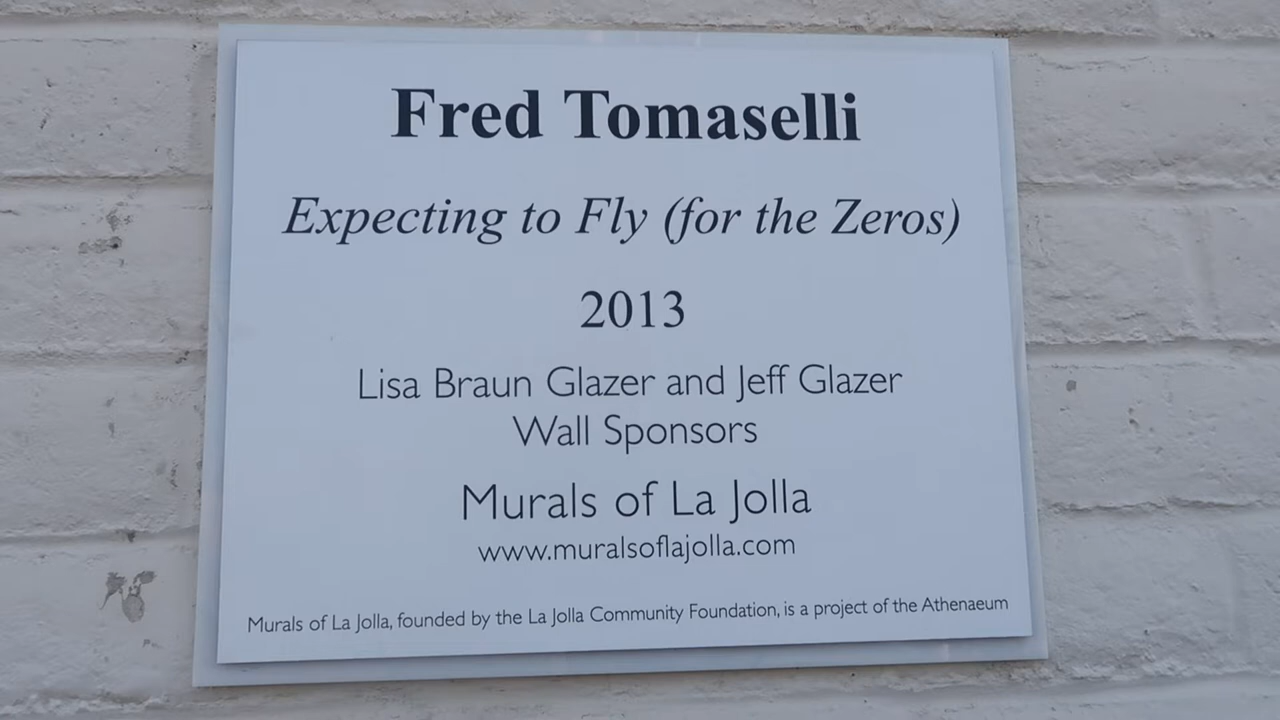 Fred Tomaselli
Expecting to Fly (for the Zeros)
2013
Lisa Braun Glazer and Jeff Glazer
Wall Sponsors
Murals of La Jolla
www.muralsoflajolla.com
Murals of La Jolla, founded by the La Jolla Community Foundation, is a project of the Athenaeum